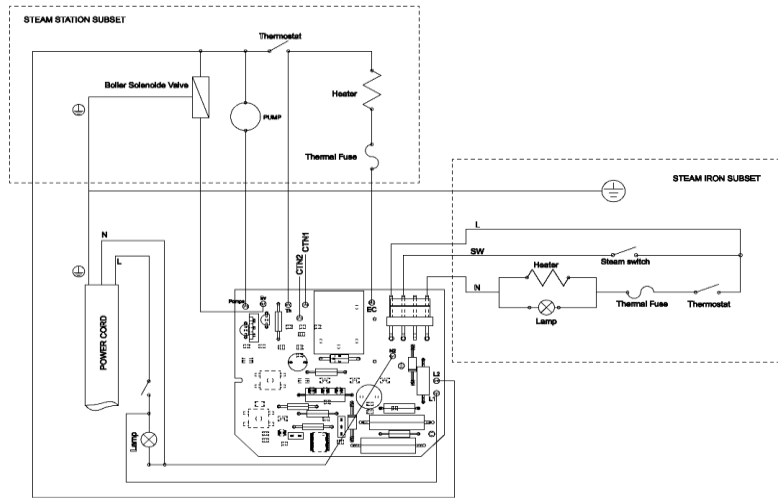 STEAM STATION SUBSET
Thermostat
Boiler Solenoide Valve
Heater
PUMP
Thermal Fuse
STEAM IRON SUBSET
L
SW
Steam switch
Heater
N
Lamp
Thermal Fuse
Thermostat
N
L
CTN2
CTN1
Pompe
EC
POWER CORD
L2
L1
Lamp